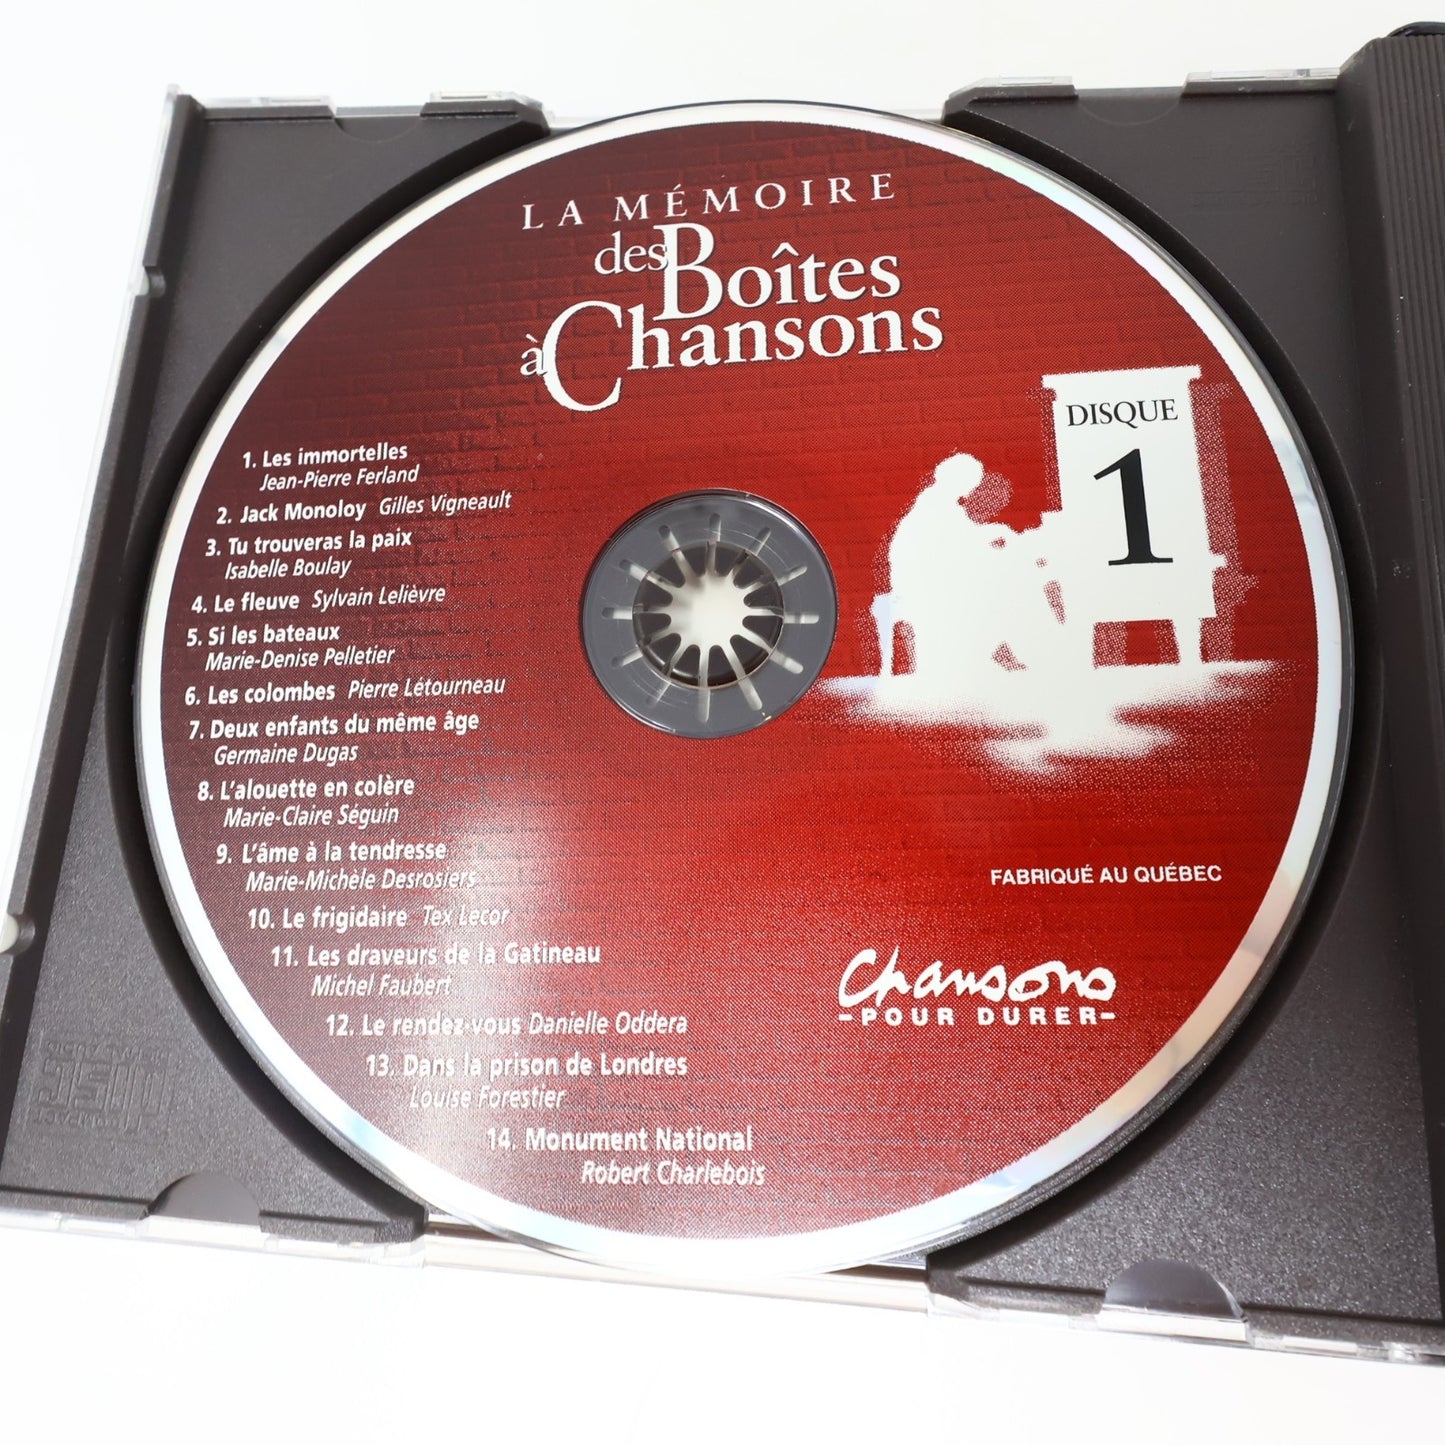 LA MÉMOIRE
des Boîtes
à Chansons
DISQUE
1
1. Les immortelles
Jean-Pierre Ferland
2. Jack Monoloy Gilles Vigneault
3. Tu trouveras la paix
Isabelle Boulay
4. Le fleuve Sylvain Lelièvre
5. Si les bateaux
Marie-Denise Pelletier
6. Les colombes Pierre Létourneau
7. Deux enfants du même âge
Germaine Dugas
8. L'alouette en colère
Marie-Claire Séguin
9. L'âme à la tendresse
Marie-Michèle Desrosiers
10. Le frigidaire Tex Lecor
11. Les draveurs de la Gatineau
Michel Faubert
12. Le rendez-vous Danielle Oddera
13. Dans la prison de Londres
Louise Forestier
14. Monument National
Robert Charlebois
FABRIQUÉ AU QUÉBEC
Chansons
-POUR DURER-